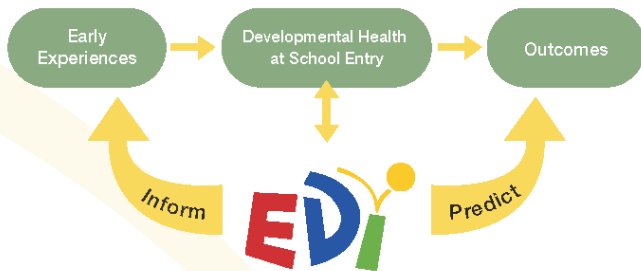 Early
Experiences
Developmental Health
at School Entry
Outcomes
Inform
EDI
Predict